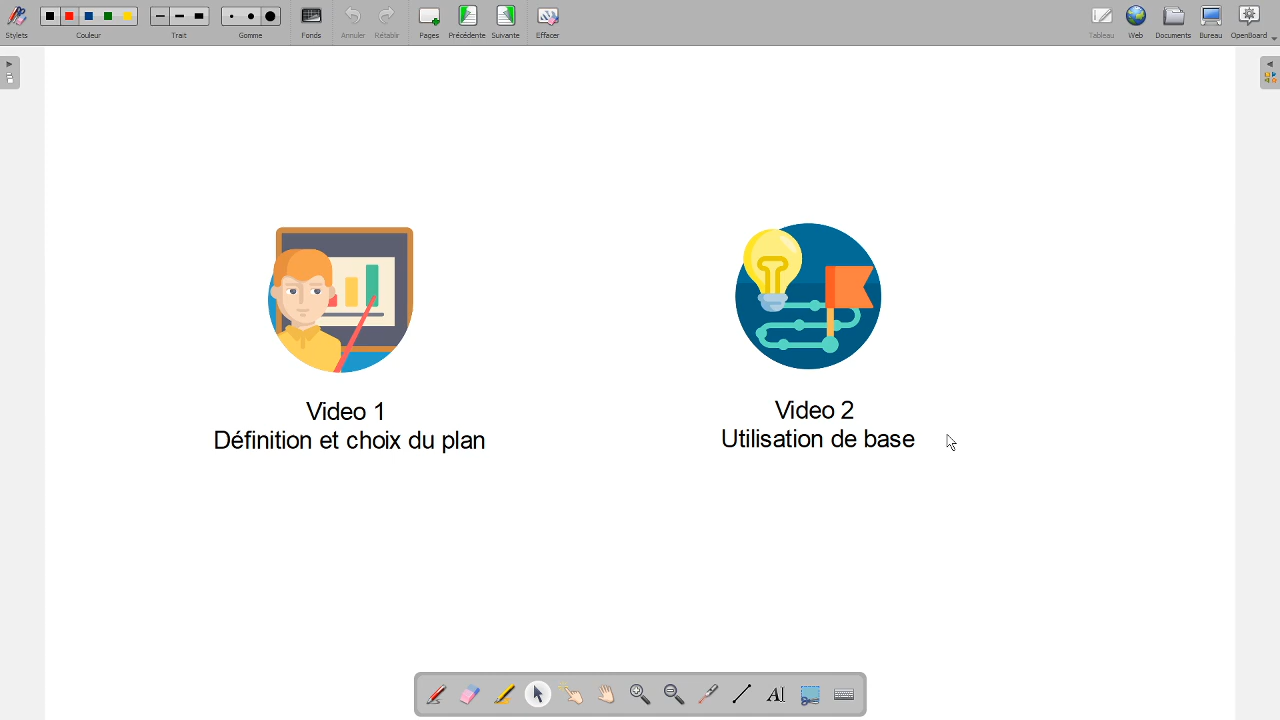 Stylets
Couleur
Trait
Gomme
Fonds
Annuler
Rétablir
Pages
Précédente
Suivante
Effacer
Tableau
Web
Documents
Bureau
OpenBoard
Video 1
Définition et choix du plan
Video 2
Utilisation de base
AI